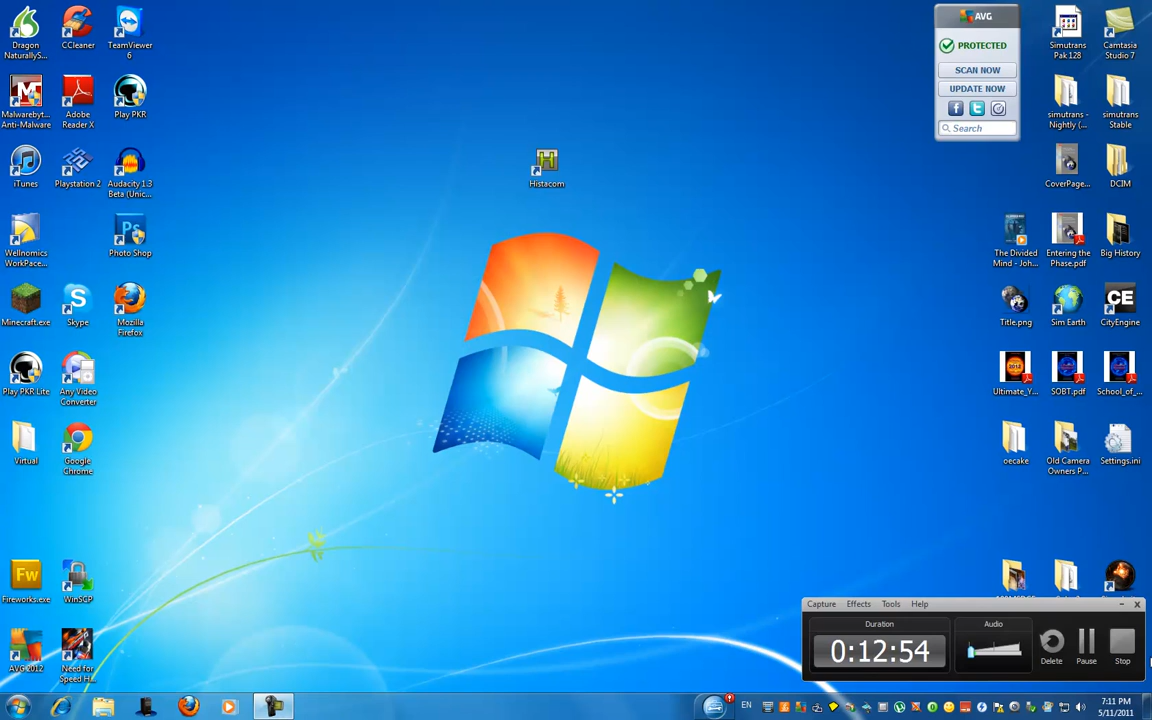 Dragon
NaturallyS...
CCleaner
TeamViewer
6
Malwarebyt...
Anti-Malware
Adobe
Reader X
Play PKR
iTunes
Playstation 2
Audacity 1.3
Beta (Unic...
Wellnomics
WorkPace...
Photo Shop
Minecraft.exe
Skype
Mozilla
Firefox
Play PKR Lite
Any Video
Converter
Virtual
Google
Chrome
Fw
Fireworks.exe
WinSCP
AVG 2012
Need for
Speed H...
Histacom
AVG
PROTECTED
SCAN NOW
UPDATE NOW
Search
Simutrans
Pak 128
Camtasia
Studio 7
simutrans -
Nightly (...
simutrans
Stable
CoverPage...
DCIM
The Divided
Mind - Joh...
Entering the
Phase.pdf
Big History
Title.png
Sim Earth
CE
CityEngine
Ultimate_Y...
SOBT.pdf
School_of_...
oecake
Old Camera
Owners P...
Settings.ini
Capture
Effects
Tools
Help
Duration
0:12:54
Audio
Delete
Pause
Stop
EN
7:11 PM
5/11/2011